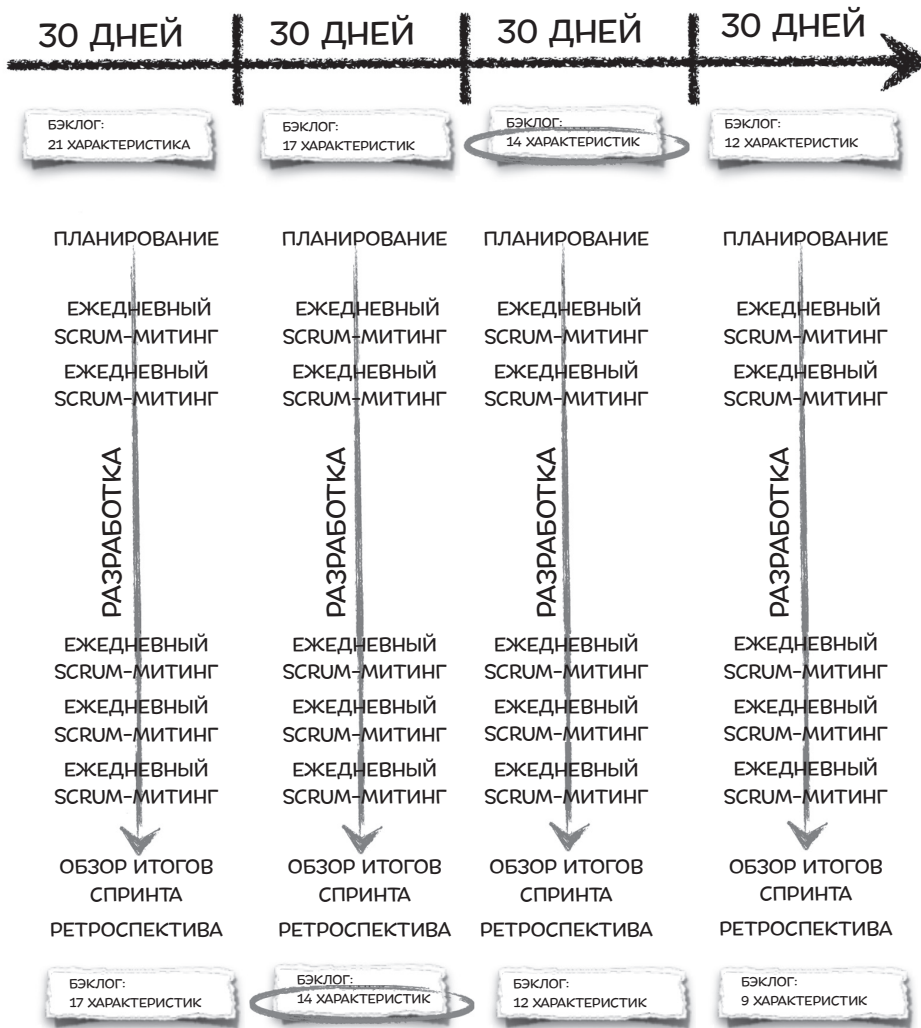 30 ДНЕЙ
30 ДНЕЙ
30 ДНЕЙ
30 ДНЕЙ
БЭКЛОГ:
21 ХАРАКТЕРИСТИКА
БЭКЛОГ:
17 ХАРАКТЕРИСТИК
БЭКЛОГ:
14 ХАРАКТЕРИСТИК
БЭКЛОГ:
12 ХАРАКТЕРИСТИК
ПЛАНИРОВАНИЕ
ЕЖЕДНЕВНЫЙ
SCRUM-МИТИНГ
ЕЖЕДНЕВНЫЙ
SCRUM-МИТИНГ
РАЗРАБОТКА
ЕЖЕДНЕВНЫЙ
SCRUM-МИТИНГ
ЕЖЕДНЕВНЫЙ
SCRUM-МИТИНГ
ЕЖЕДНЕВНЫЙ
SCRUM-МИТИНГ
ОБЗОР ИТОГОВ
СПРИНТА
РЕТРОСПЕКТИВА
ПЛАНИРОВАНИЕ
ЕЖЕДНЕВНЫЙ
SCRUM-МИТИНГ
ЕЖЕДНЕВНЫЙ
SCRUM-МИТИНГ
РАЗРАБОТКА
ЕЖЕДНЕВНЫЙ
SCRUM-МИТИНГ
ЕЖЕДНЕВНЫЙ
SCRUM-МИТИНГ
ЕЖЕДНЕВНЫЙ
SCRUM-МИТИНГ
ОБЗОР ИТОГОВ
СПРИНТА
РЕТРОСПЕКТИВА
ПЛАНИРОВАНИЕ
ЕЖЕДНЕВНЫЙ
SCRUM-МИТИНГ
ЕЖЕДНЕВНЫЙ
SCRUM-МИТИНГ
РАЗРАБОТКА
ЕЖЕДНЕВНЫЙ
SCRUM-МИТИНГ
ЕЖЕДНЕВНЫЙ
SCRUM-МИТИНГ
ЕЖЕДНЕВНЫЙ
SCRUM-МИТИНГ
ОБЗОР ИТОГОВ
СПРИНТА
РЕТРОСПЕКТИВА
ПЛАНИРОВАНИЕ
ЕЖЕДНЕВНЫЙ
SCRUM-МИТИНГ
ЕЖЕДНЕВНЫЙ
SCRUM-МИТИНГ
РАЗРАБОТКА
ЕЖЕДНЕВНЫЙ
SCRUM-МИТИНГ
ЕЖЕДНЕВНЫЙ
SCRUM-МИТИНГ
ЕЖЕДНЕВНЫЙ
SCRUM-МИТИНГ
ОБЗОР ИТОГОВ
СПРИНТА
РЕТРОСПЕКТИВА
БЭКЛОГ:
17 ХАРАКТЕРИСТИК
БЭКЛОГ:
14 ХАРАКТЕРИСТИК
БЭКЛОГ:
12 ХАРАКТЕРИСТИК
БЭКЛОГ:
9 ХАРАКТЕРИСТИК